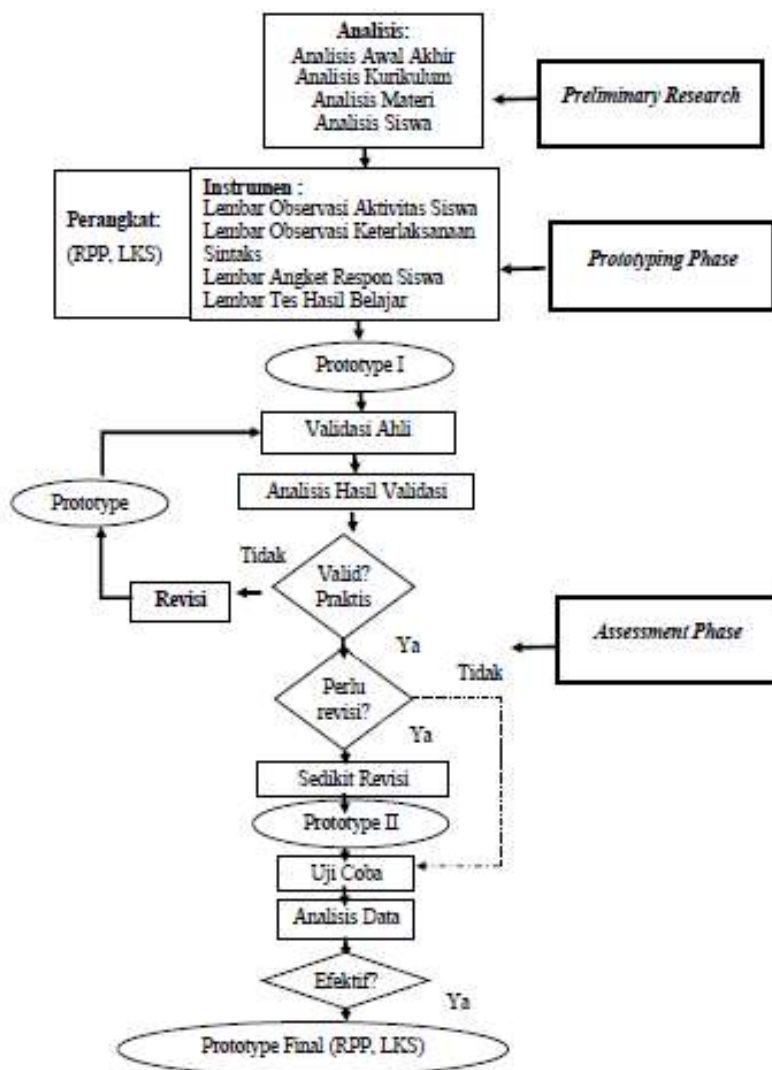 Analisis:
Analisis Awal Akhir
Analisis Kurikulum
Analisis Materi
Analisis Siswa
Preliminary Research
Perangkat:
(RPP, LKS)
Instrumen :
Lembar Observasi Aktivitas Siswa
Lembar Observasi Keterlaksanaan
Sintaks
Lembar Angket Respon Siswa
Lembar Tes Hasil Belajar
Prototyping Phase
Prototype I
Validasi Ahli
Prototype
Analisis Hasil Validasi
Tidak
Valid?
Praktis
Revisi
Ya
Assessment Phase
Tidak
Perlu
revisi?
Ya
Sedikit Revisi
Prototype II
Uji Coba
Analisis Data
Efektif?
Ya
Prototype Final (RPP, LKS)